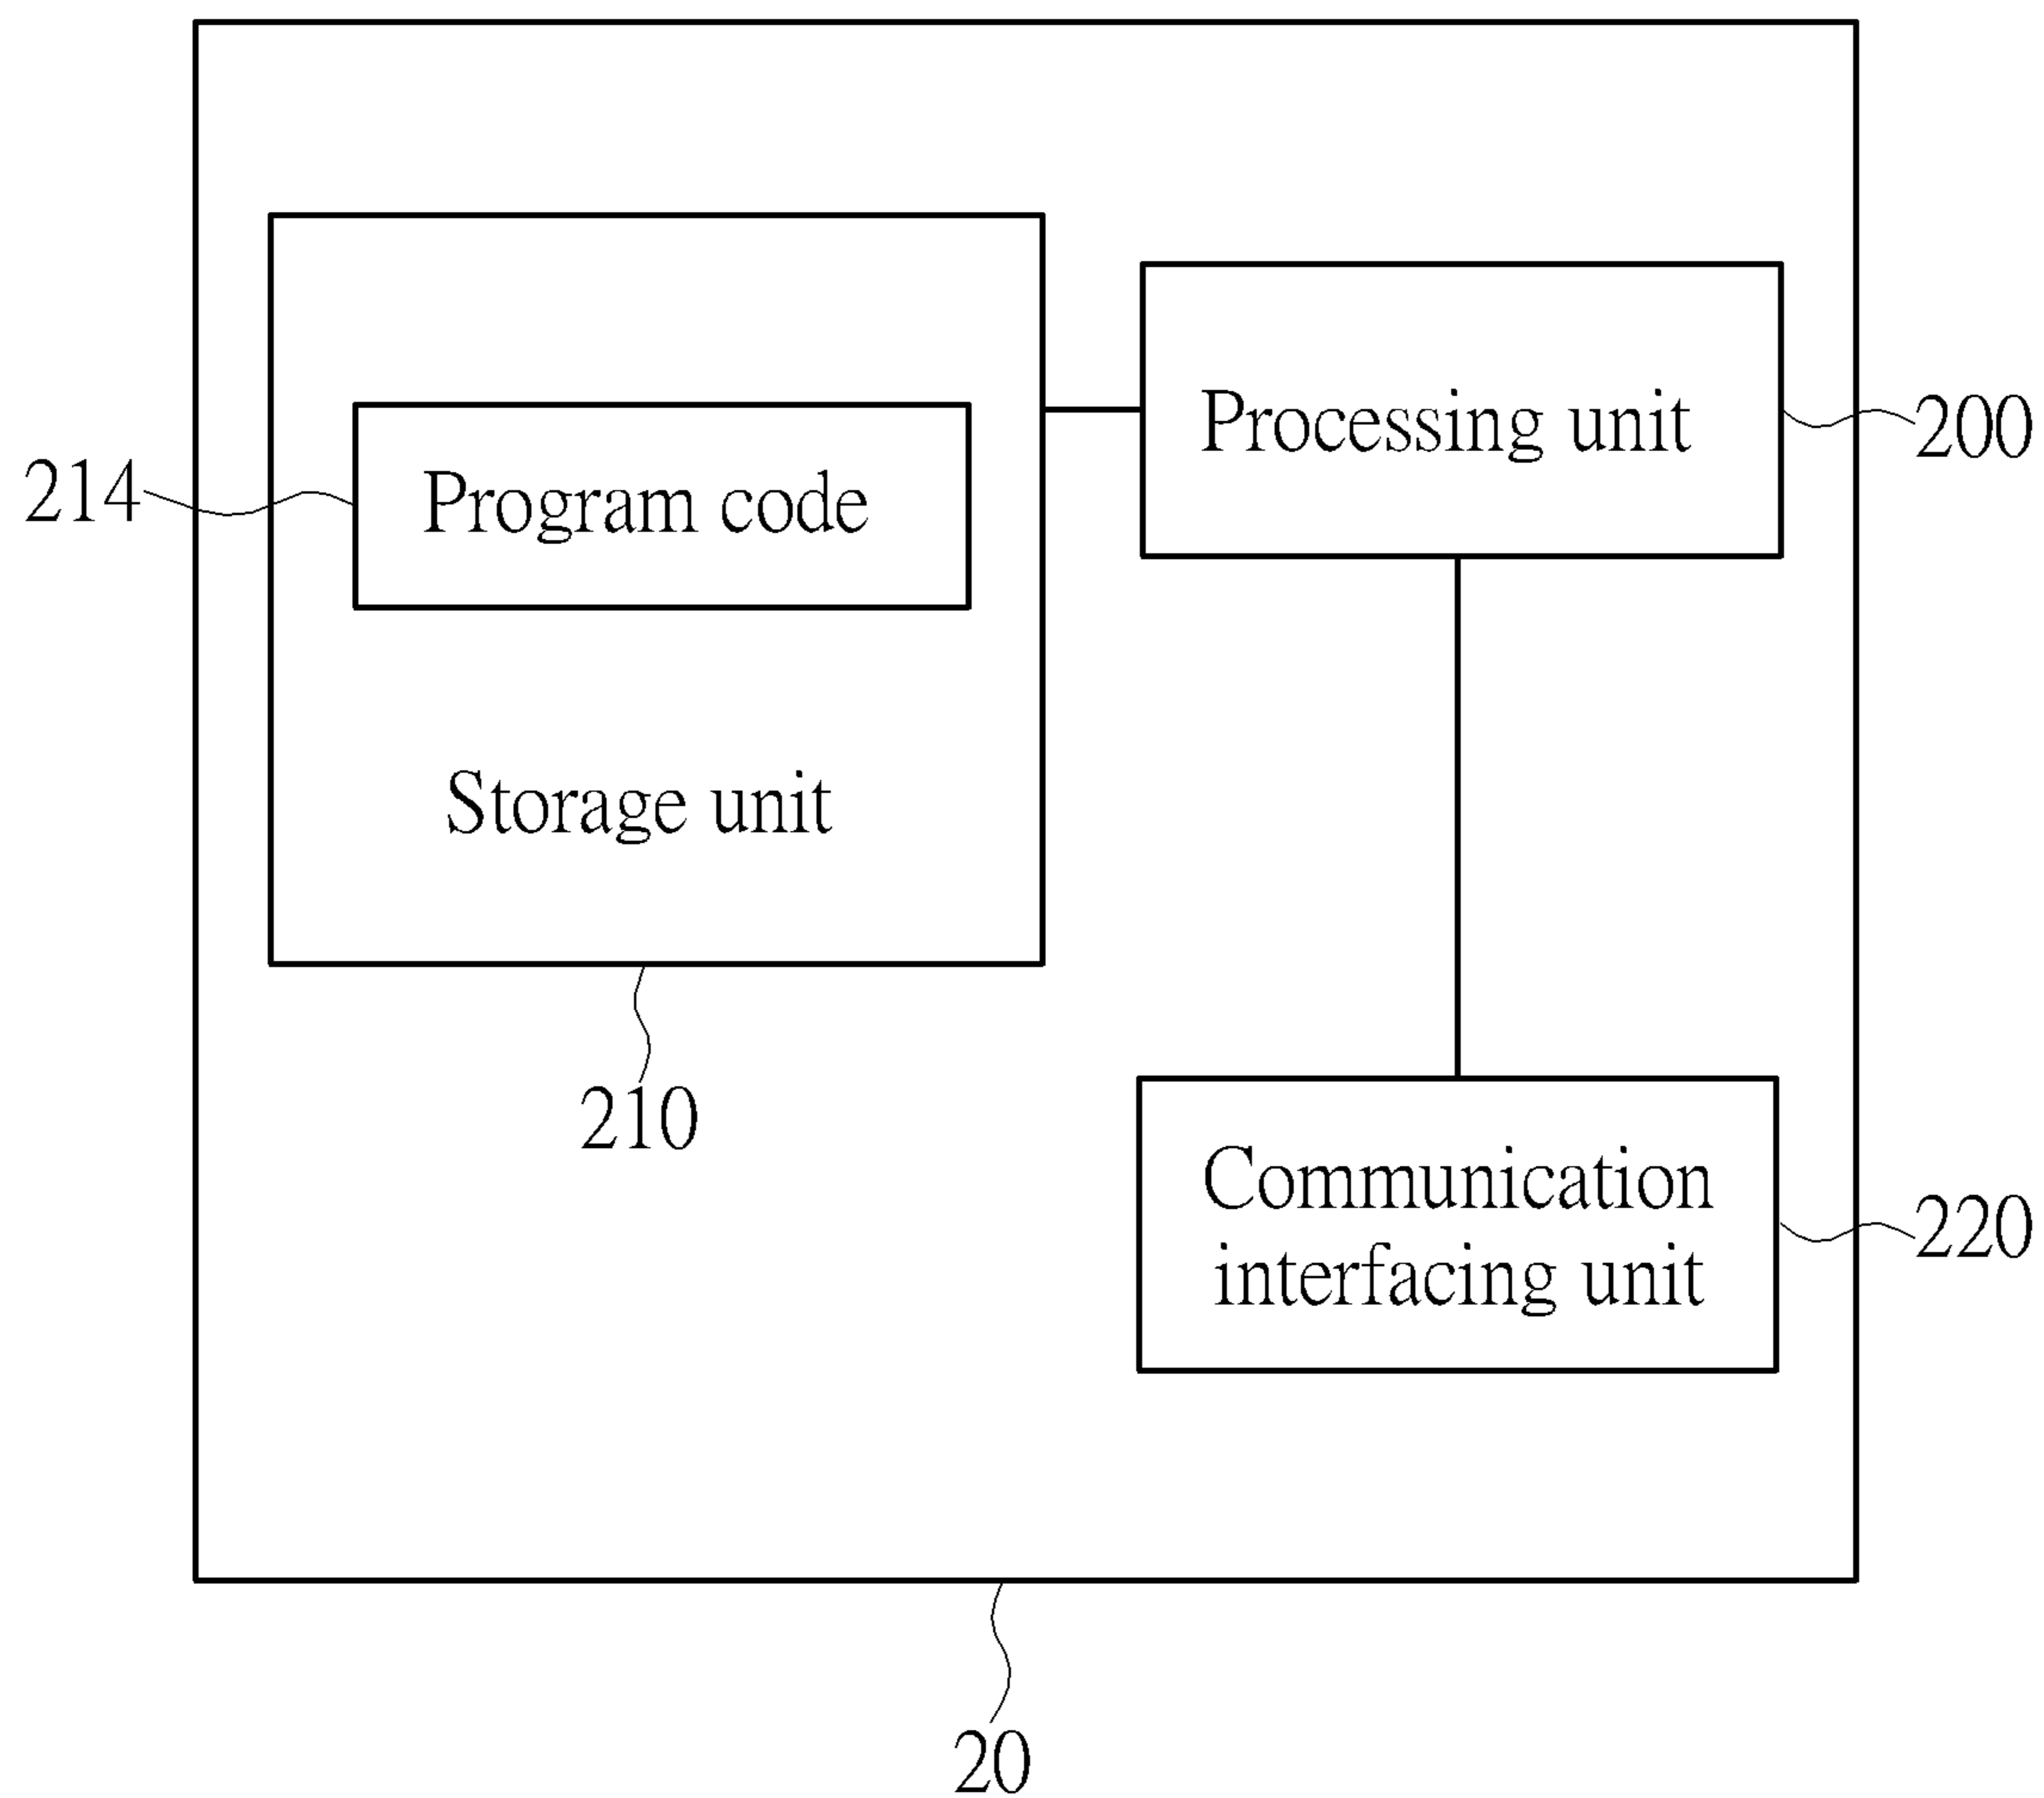 Processing unit
200
214
Program code
Storage unit
210
Communication
interfacing unit
220
20